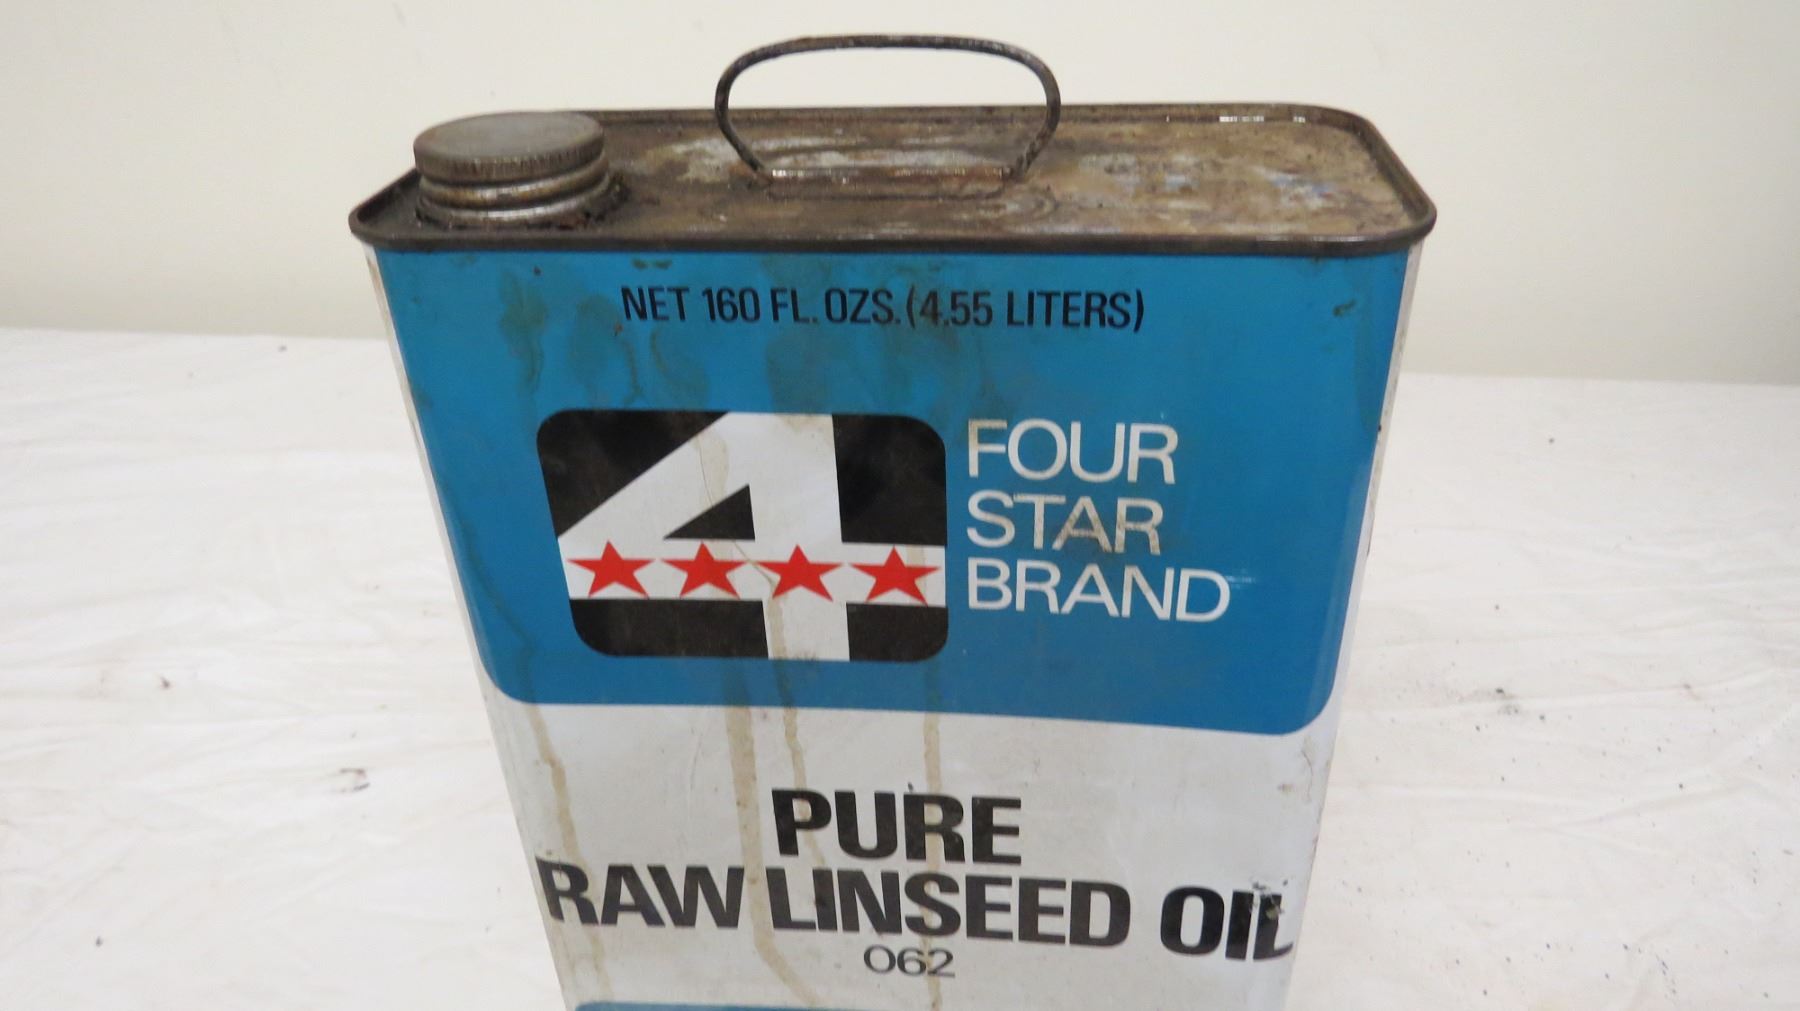 NET 160 FL. OZS. (4.55 LITERS)
4
FOUR
STAR
BRAND
PURE
RAW LINSEED OIL
062